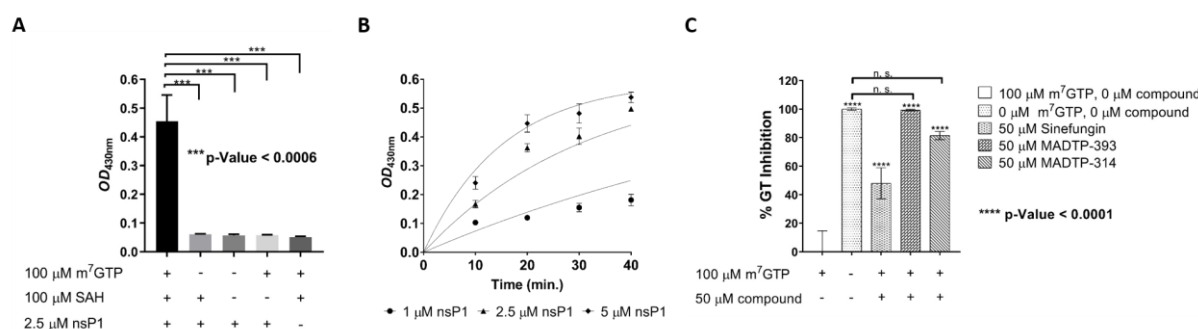 A
***
***
***
***
0.6
0.5
0.4
0.3
0.2
0.1
0.0
OD430nm
*** p-Value < 0.0006
100 µM m⁷GTP + - - + +
100 µM SAH + + - - +
2.5 µM nsP1 + + + + -
B
0.6
0.5
0.4
0.3
0.2
0.1
0.0
OD430nm
0 10 20 30 40
Time (min.)
1 µM nsP1 2.5 µM nsP1 5 µM nsP1
C
n. s.
n. s.
120
100
80
60
40
20
0
% GT Inhibition
**** **** **** ****
100 µM m⁷GTP, 0 µM compound
0 µM m⁷GTP, 0 µM compound
50 µM Sinefungin
50 µM MADTP-393
50 µM MADTP-314
**** p-Value < 0.0001
100 µM m⁷GTP + - + + +
50 µM compound - - + + +